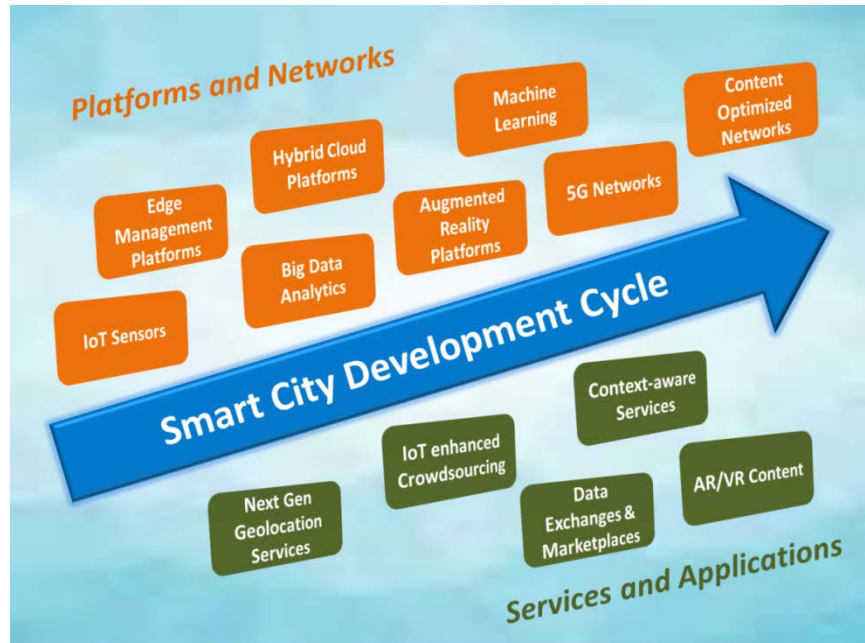 Platforms and Networks
Machine
Learning
Content
Optimized
Networks
Hybrid Cloud
Platforms
5G Networks
Edge
Management
Platforms
Augmented
Reality
Platforms
Big Data
Analytics
IoT Sensors
Smart City Development Cycle
Context-aware
Services
IoT enhanced
Crowdsourcing
AR/VR Content
Next Gen
Geolocation
Services
Data
Exchanges &
Marketplaces
Services and Applications